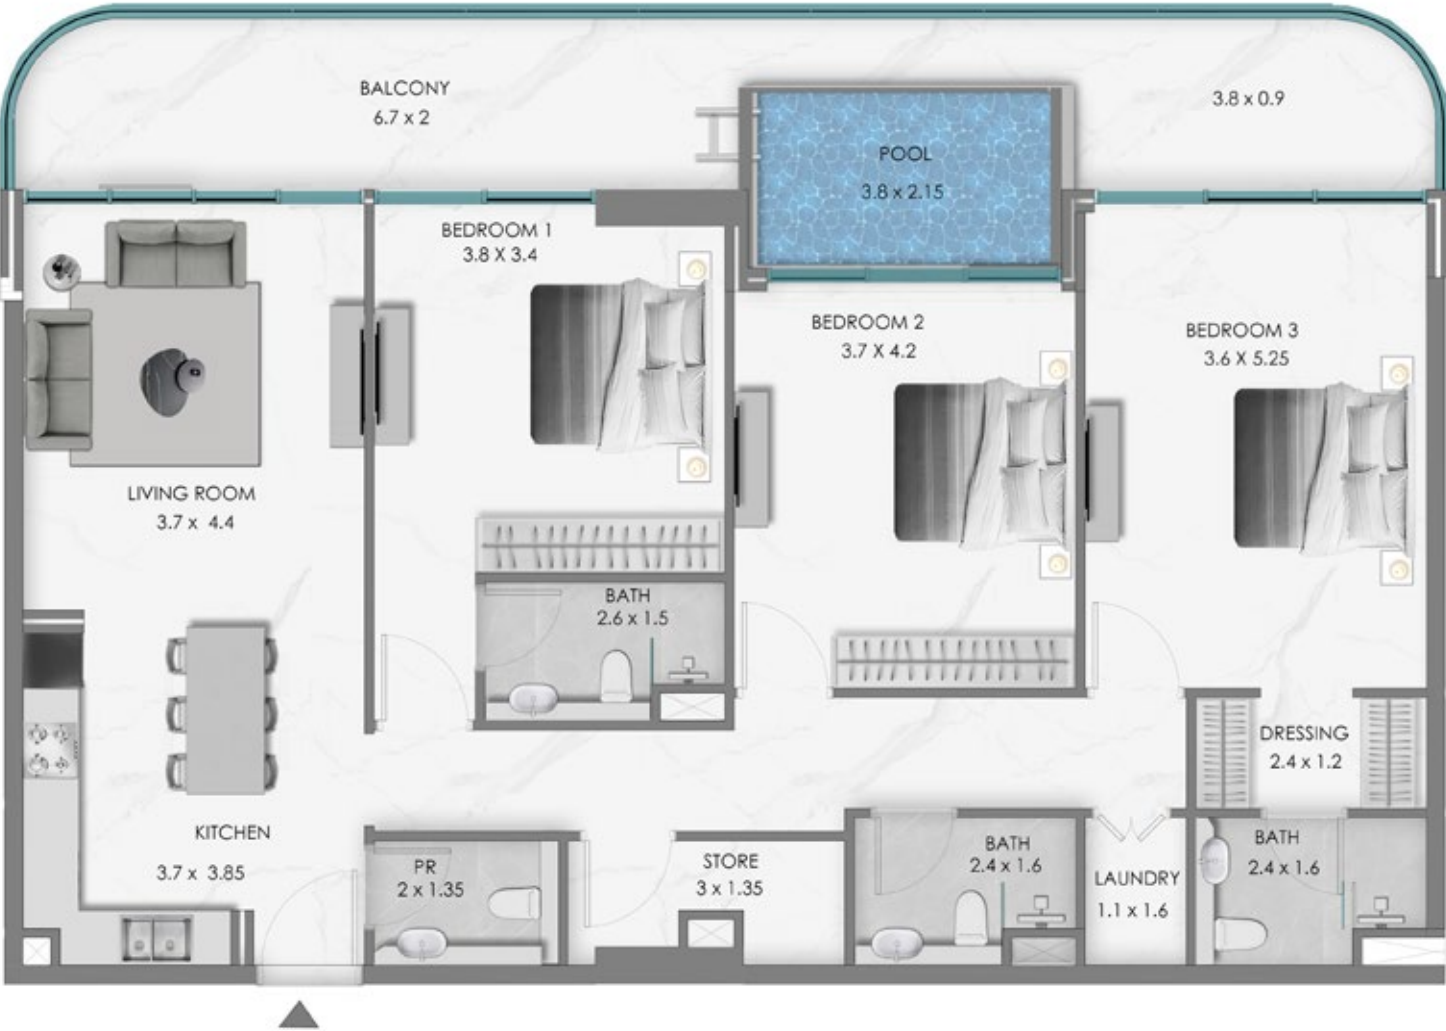 BALCONY
6.7 x 2
3.8 x 0.9
POOL
3.8 x 2.15
BEDROOM 1
3.8 X 3.4
BEDROOM 2
3.7 X 4.2
BEDROOM 3
3.6 X 5.25
LIVING ROOM
3.7 x 4.4
BATH
2.6 x 1.5
DRESSING
2.4 x 1.2
KITCHEN
3.7 x 3.85
PR
2 x 1.35
STORE
3 x 1.35
BATH
2.4 x 1.6
LAUNDRY
1.1 x 1.6
BATH
2.4 x 1.6